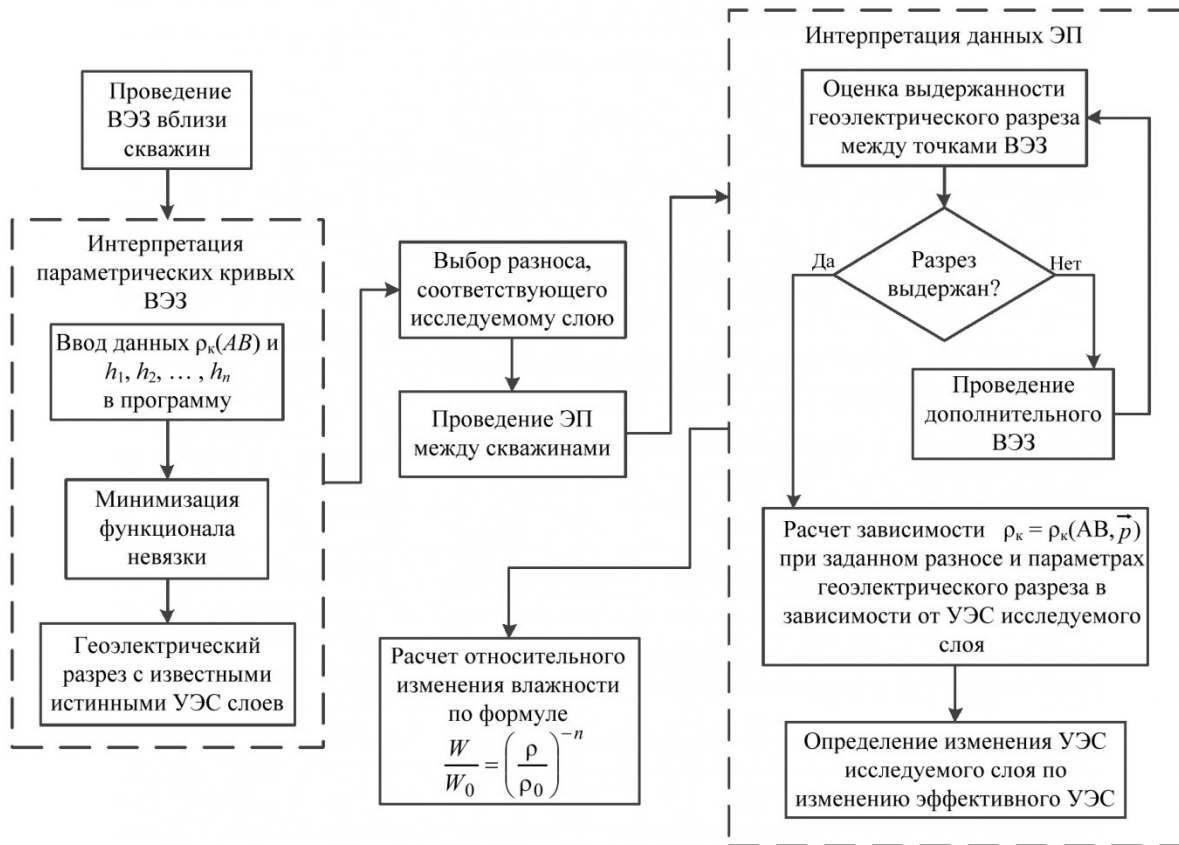 Проведение
ВЭЗ вблизи
скважин
Интерпретация
параметрических кривых
ВЭЗ
Ввод данных ρк(AB) и
h1, h2, … , hn
в программу
Минимизация
функционала
невязки
Геоэлектрический
разрез с известными
истинными УЭС слоев
Выбор разноса,
соответствующего
исследуемому слою
Проведение ЭП
между скважинами
Интерпретация данных ЭП
Оценка выдержанности
геоэлектрического разреза
между точками ВЭЗ
Разрез
выдержан?
Да
Нет
Проведение
дополнительного
ВЭЗ
Расчет зависимости ρк = ρк(AB, p⃗)
при заданном разносе и параметрах
геоэлектрического разреза в
зависимости от УЭС исследуемого
слоя
Определение изменения УЭС
исследуемого слоя по
изменению эффективного УЭС
Расчет относительного
изменения влажности
по формуле
W/W0 = (ρ/ρ0)^−n